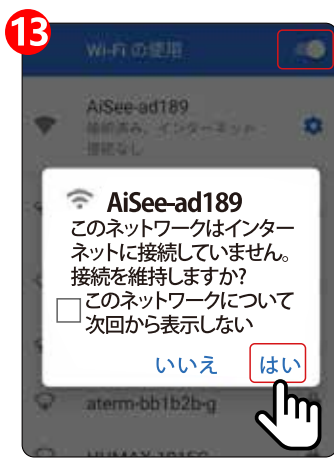 13
Wi-Fi の使用
AiSee-ad189
接続済み、インターネット
接続なし
AiSee-ad189
このネットワークはインター
ネットに接続していません。
接続を維持しますか?
このネットワークについて
次回から表示しない
いいえ はい
aterm-bb1b2b-g